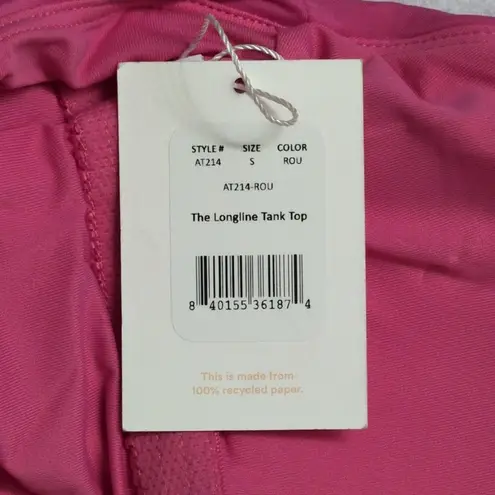 STYLE # SIZE COLOR
AT214 S ROU
AT214-ROU
The Longline Tank Top
8 40155 36187 4
This is made from
100% recycled paper.